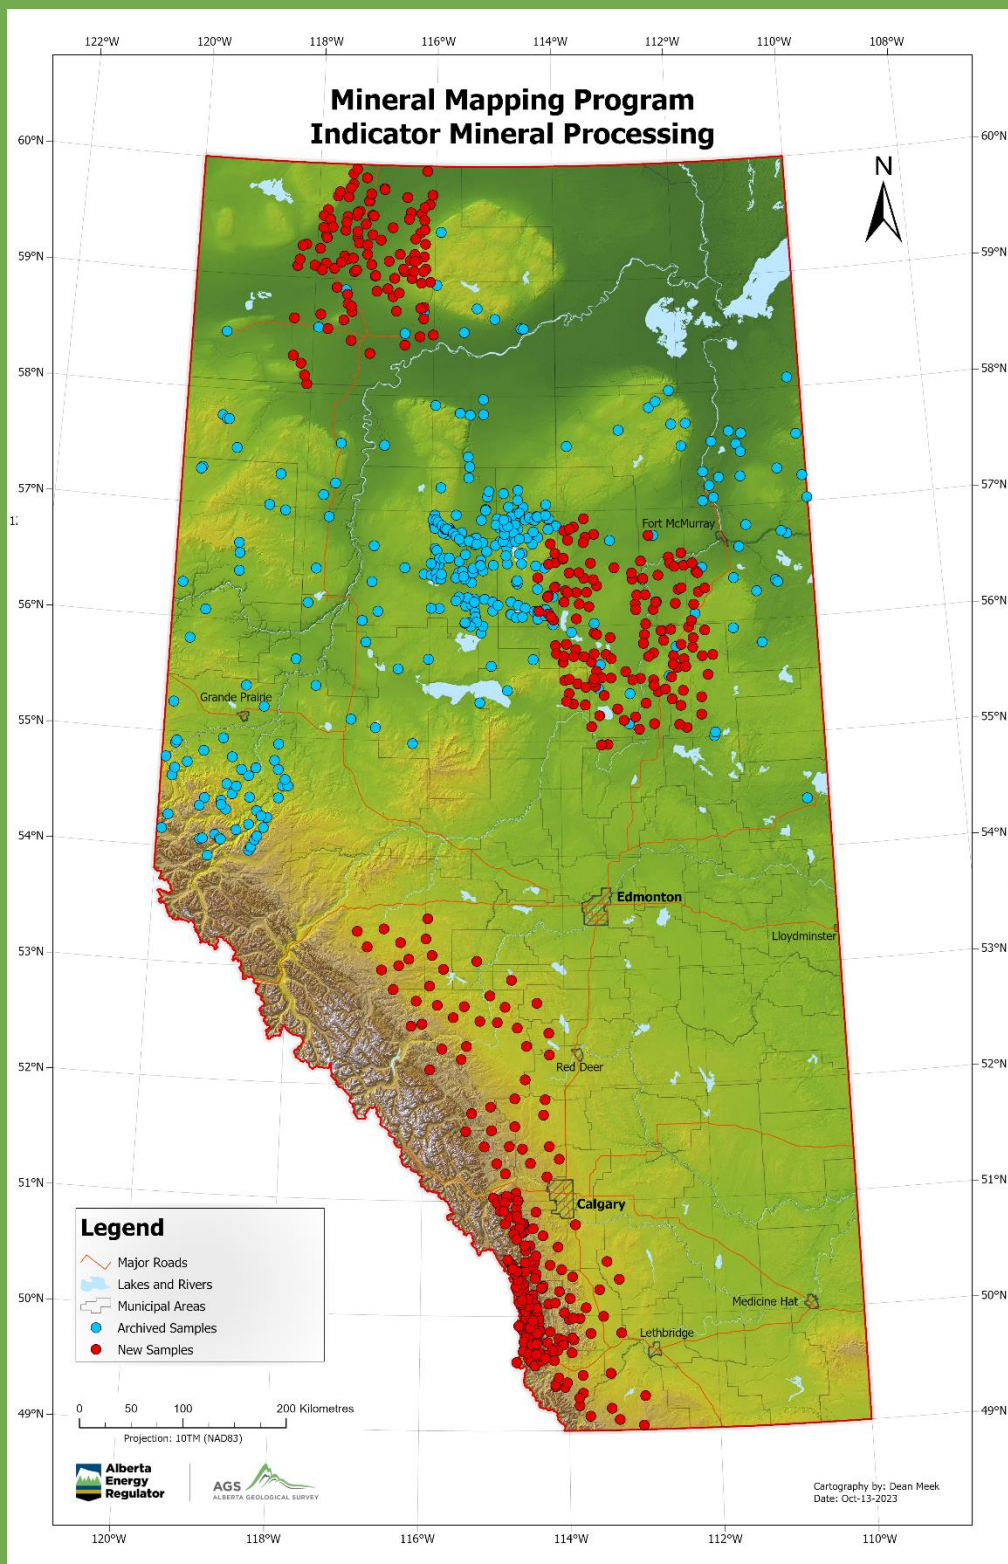 122°W 120°W 118°W 116°W 114°W 112°W 110°W 108°W
Mineral Mapping Program
Indicator Mineral Processing
N
60°N 60°N
59°N 59°N
58°N 58°N
57°N 57°N
Fort McMurray
56°N 56°N
Grande Prairie
55°N 55°N
54°N 54°N
Edmonton
Lloydminster
53°N 53°N
Red Deer
52°N 52°N
51°N 51°N
Calgary
Legend
Major Roads
Lakes and Rivers
Municipal Areas
Archived Samples
New Samples
50°N 50°N
Medicine Hat
Lethbridge
0 50 100 200 Kilometres
49°N 49°N
Projection: 10TM (NAD83)
Alberta
Energy
Regulator
AGS
ALBERTA GEOLOGICAL SURVEY
Cartography by: Dean Meek
Date: Oct-13-2023
120°W 118°W 116°W 114°W 112°W 110°W